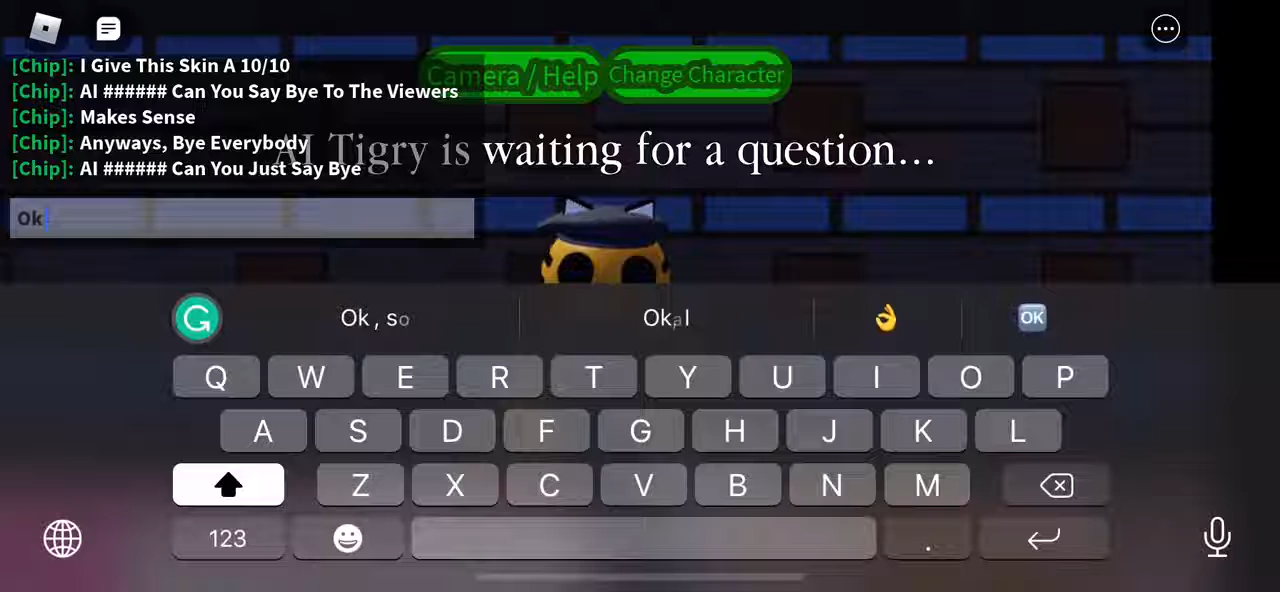 [Chip]: I Give This Skin A 10/10
[Chip]: AI ###### Can You Say Bye To The Viewers
[Chip]: Makes Sense
[Chip]: Anyways, Bye Everybody
[Chip]: AI ###### Can You Just Say Bye
Camera / Help
Change Character
AI Tigry is waiting for a question...
Ok
Ok , so
Ok, I
👌
🆗
Q W E R T Y U I O P
A S D F G H J K L
Z X C V B N M
123
.